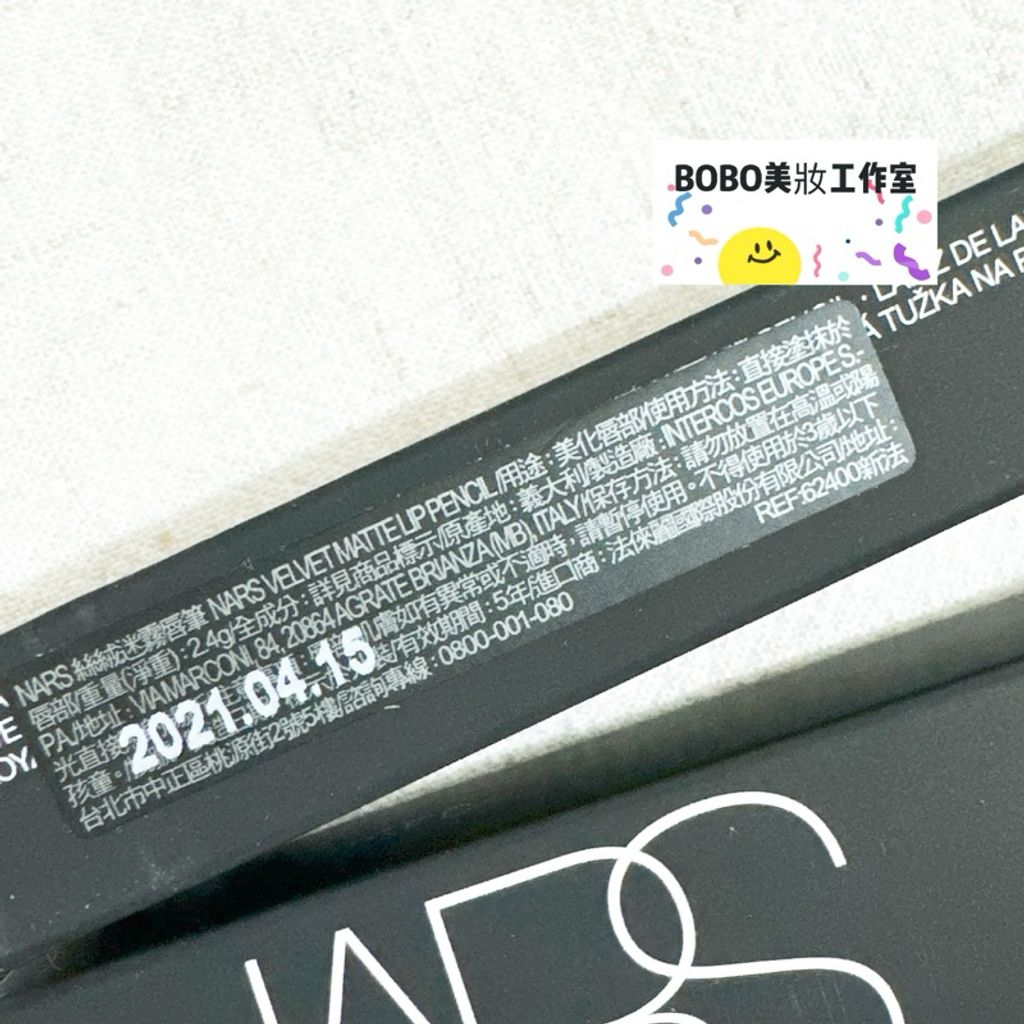 BOBO美妝工作室
: LA Z DE LA
Á TUŽKA NA
NARS 絲絨迷霧唇筆 NARS VELVET MATTE LIP PENCIL/用途:美化唇部/使用方法:直接塗抹於
唇部/重量(淨重):2.4g/全成分:詳見商品標示/原產地:義大利/製造廠:INTERCOS EUROPE S.-
PA/地址:VIA MARCONI 84, 20864 AGRATE BRIANZA (MB), ITALY/保存方法:請勿放置在高溫或陽
光直接 膚如有異常或不適時,請暫停使用。不得使用於3歲以下
孩童。 有效期間:5年/進口商:法保麗國際股份有限公司/地址:
台北市中正區桃源街2號5樓/諮詢專線:0800-001-080
REF:62400新法
2021.04.15
NARS